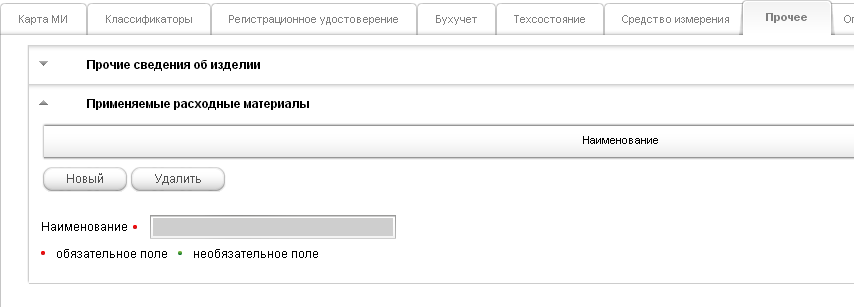 Карта МИ Классификаторы Регистрационное удостоверение Бухучет Техсостояние Средство измерения Прочее
Прочие сведения об изделии
Применяемые расходные материалы
Наименование
Новый Удалить
Наименование
обязательное поле необязательное поле